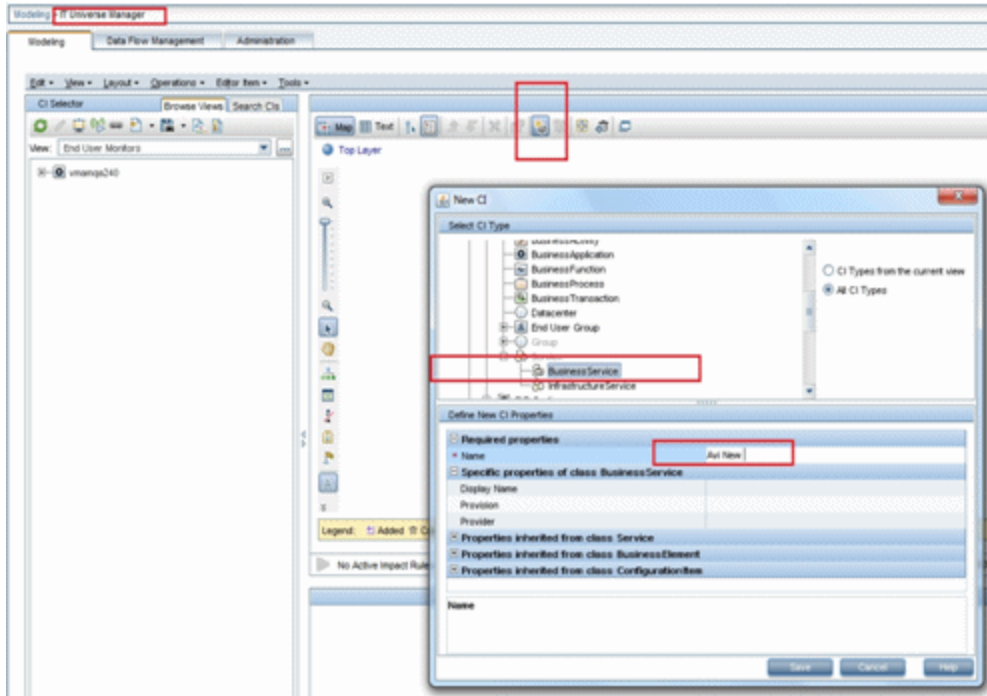 Modeling > IT Universe Manager
Modeling Data Flow Management Administration
Edit View Layout Operations Editor Item Tools
CI Selector Browse Views Search CIs
Map Text
View: End User Monitors ...
Top Layer
vmamqa240
New CI
Select CI Type
BusinessActivity
BusinessApplication
BusinessFunction
BusinessProcess
BusinessTransaction
Datacenter
End User Group
Group
Service
BusinessService
InfrastructureService
CI Types from the current view
All CI Types
Define New CI Properties
Required properties
* Name Avi New
Specific properties of class BusinessService
Display Name
Provision
Provider
Properties inherited from class Service
Properties inherited from class BusinessElement
Properties inherited from class ConfigurationItem
Legend: Added
No Active Impact Rule
Name
Save Cancel Help